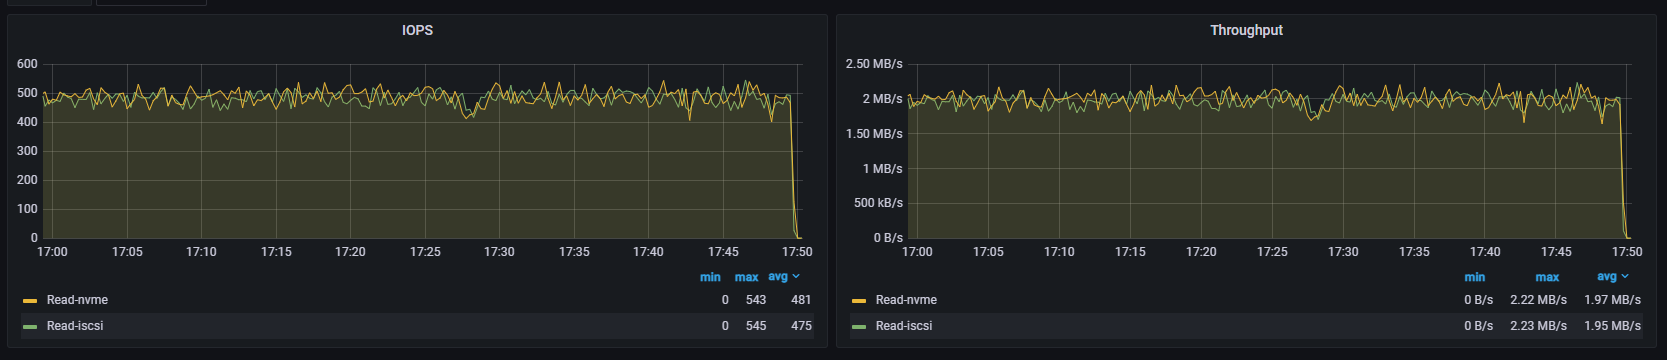 IOPS
600
500
400
300
200
100
0
17:00 17:05 17:10 17:15 17:20 17:25 17:30 17:35 17:40 17:45 17:50
min max avg
Read-nvme 0 543 481
Read-iscsi 0 545 475
Throughput
2.50 MB/s
2 MB/s
1.50 MB/s
1 MB/s
500 kB/s
0 B/s
17:00 17:05 17:10 17:15 17:20 17:25 17:30 17:35 17:40 17:45 17:50
min max avg
Read-nvme 0 B/s 2.22 MB/s 1.97 MB/s
Read-iscsi 0 B/s 2.23 MB/s 1.95 MB/s